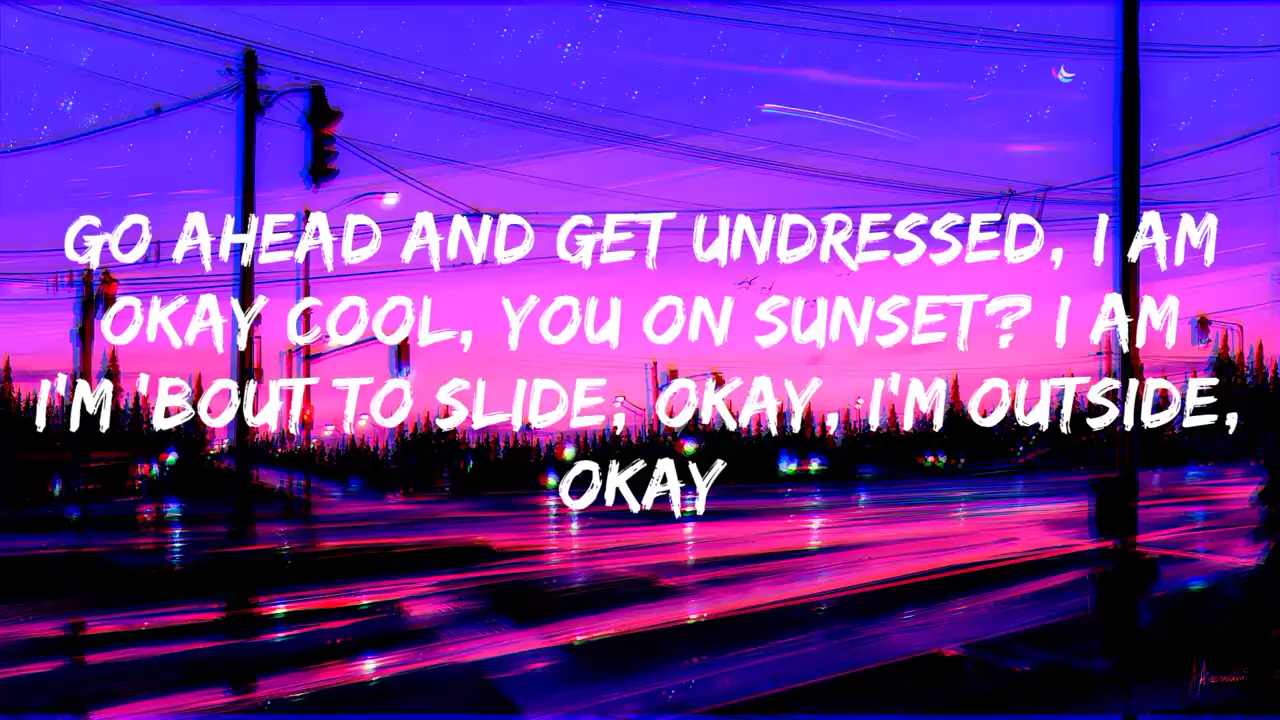 GO AHEAD AND GET UNDRESSED, I AM
OKAY COOL, YOU ON SUNSET? I AM
I'M 'BOUT TO SLIDE, OKAY, I'M OUTSIDE,
OKAY